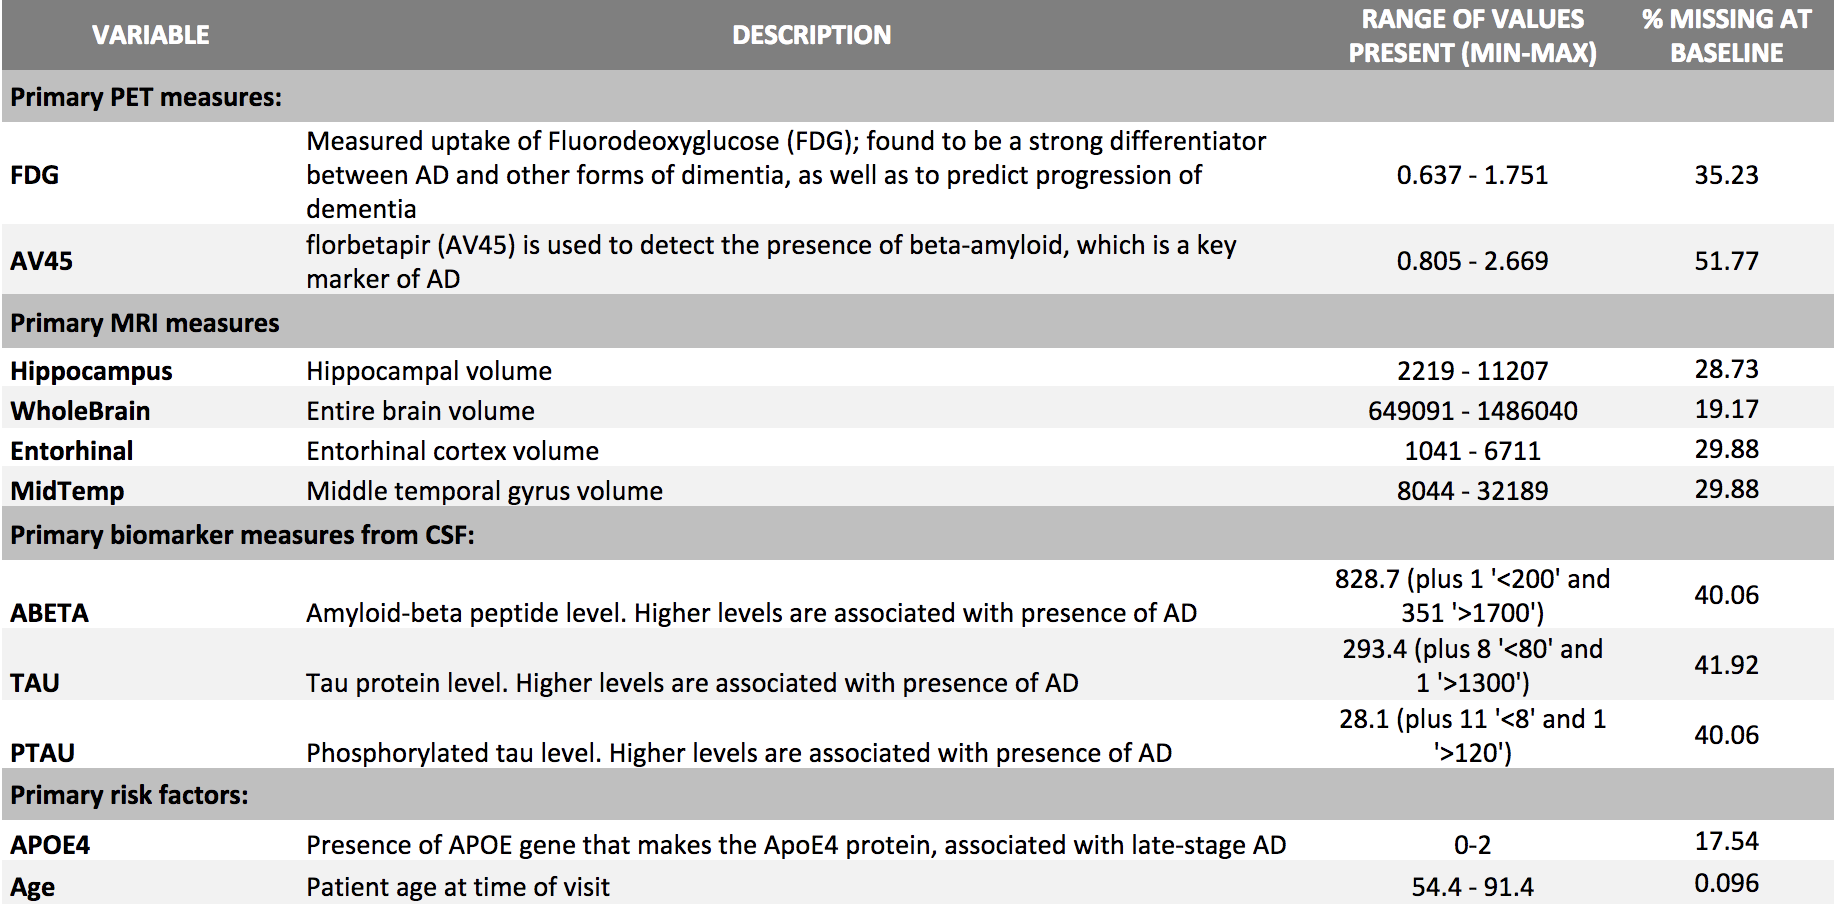 VARIABLE DESCRIPTION RANGE OF VALUES PRESENT (MIN-MAX) % MISSING AT BASELINE
Primary PET measures:
FDG Measured uptake of Fluorodeoxyglucose (FDG); found to be a strong differentiator
between AD and other forms of dimentia, as well as to predict progression of 0.637 - 1.751 35.23
dementia
AV45 florbetapir (AV45) is used to detect the presence of beta-amyloid, which is a key
marker of AD 0.805 - 2.669 51.77
Primary MRI measures
Hippocampus Hippocampal volume 2219 - 11207 28.73
WholeBrain Entire brain volume 649091 - 1486040 19.17
Entorhinal Entorhinal cortex volume 1041 - 6711 29.88
MidTemp Middle temporal gyrus volume 8044 - 32189 29.88
Primary biomarker measures from CSF:
ABETA Amyloid-beta peptide level. Higher levels are associated with presence of AD 828.7 (plus 1 '<200' and
351 '>1700') 40.06
TAU Tau protein level. Higher levels are associated with presence of AD 293.4 (plus 8 '<80' and
1 '>1300') 41.92
PTAU Phosphorylated tau level. Higher levels are associated with presence of AD 28.1 (plus 11 '<8' and 1
'>120') 40.06
Primary risk factors:
APOE4 Presence of APOE gene that makes the ApoE4 protein, associated with late-stage AD 0-2 17.54
Age Patient age at time of visit 54.4 - 91.4 0.096